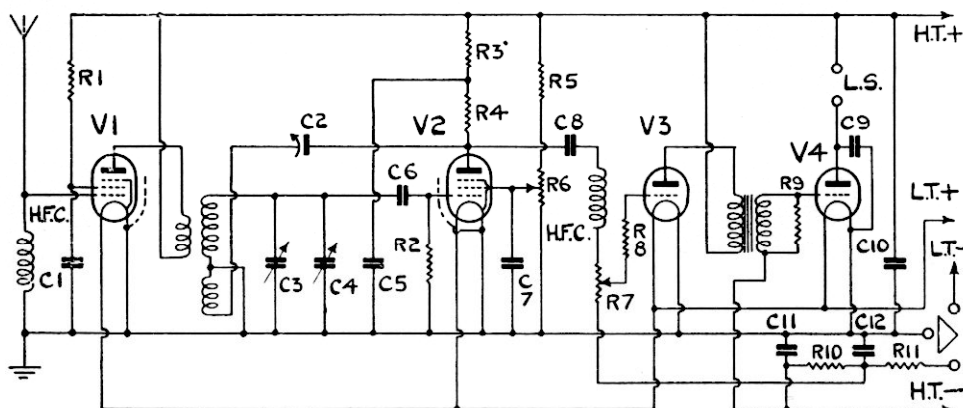 H.T.+
R1
R3
R5
L.S.
V1
C2
R4
V2
C8
V3
C9
V4
C6
R6
R9
L.T.+
H.F.C.
R2
H.F.C.
R8
C10
L.T.-
C1
C3
C4
C5
C7
R7
C11
C12
R10
R11
H.T.-